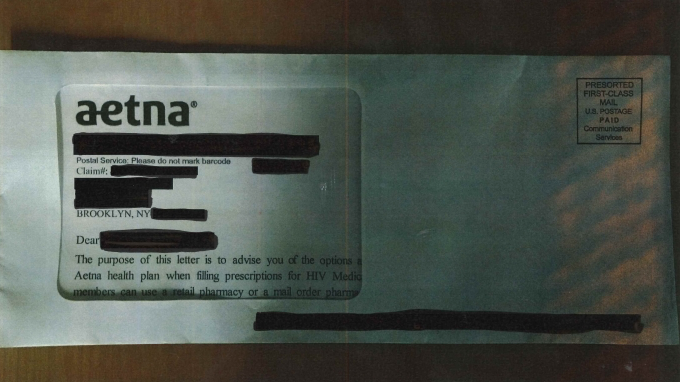 aetna®
PRESORTED
FIRST-CLASS
MAIL
U.S. POSTAGE
PAID
Communication
Services
Postal Service: Please do not mark barcode
Claim#:
BROOKLYN, NY
Dear
The purpose of this letter is to advise you of the options
Aetna health plan when filling prescriptions for HIV Medic
members can use a retail pharmacy or a mail order pharm